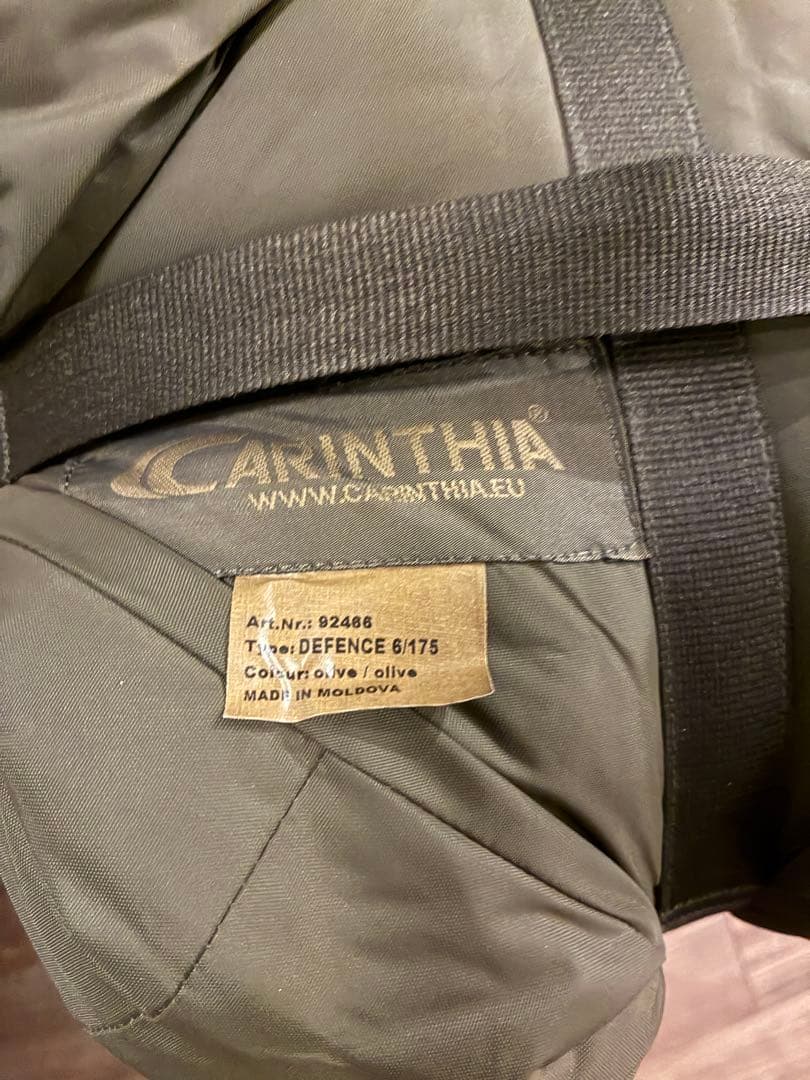 CARINTHIA®
WWW.CARINTHIA.EU
Art.Nr.: 92466
Type: DEFENCE 6/175
Colour: olive / olive
MADE IN MOLDOVA